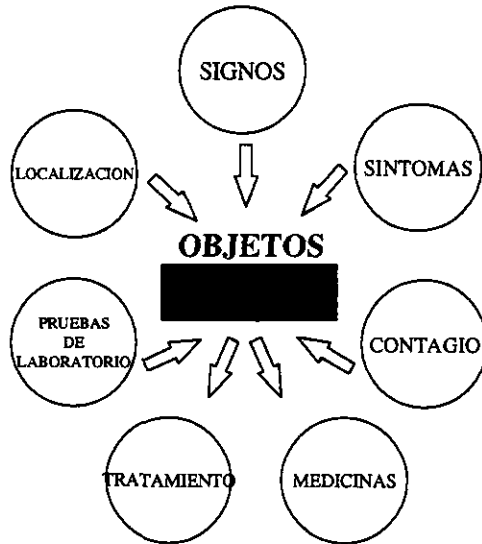 SIGNOS
LOCALIZACION
SINTOMAS
OBJETOS
PRUEBAS
DE
LABORATORIO
CONTAGIO
TRATAMIENTO
MEDICINAS